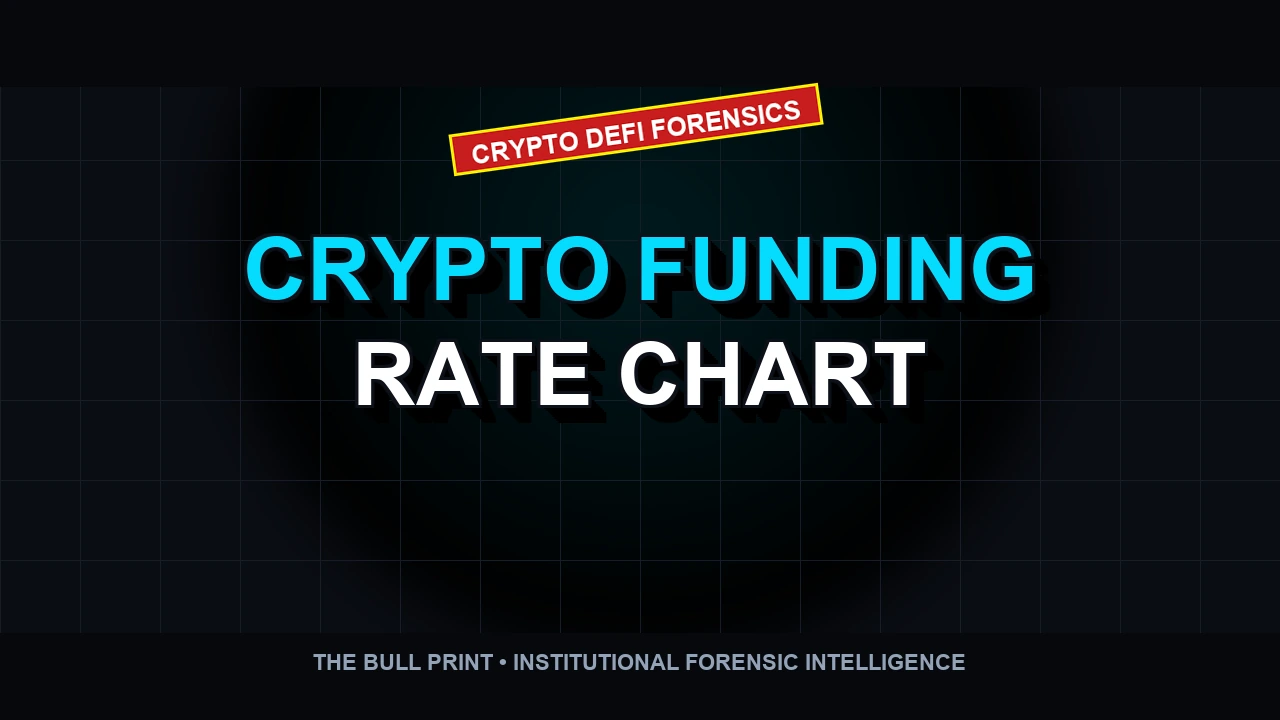 CRYPTO DEFI FORENSICS
CRYPTO FUNDING
RATE CHART
THE BULL PRINT • INSTITUTIONAL FORENSIC INTELLIGENCE